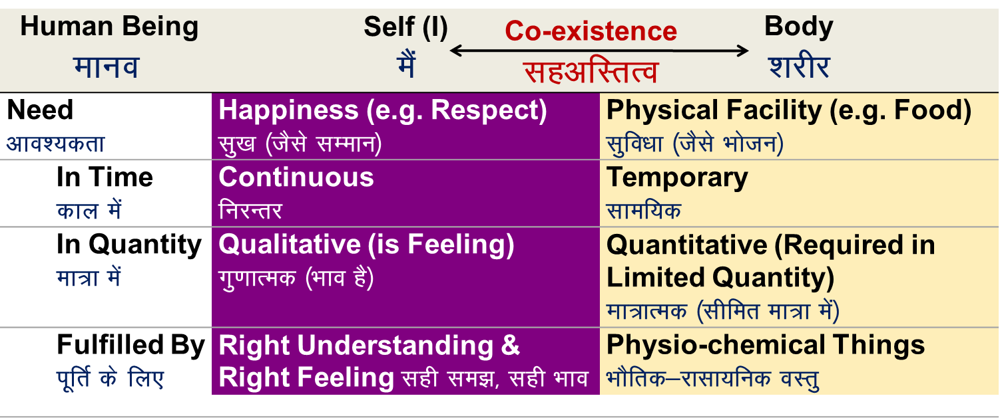 Human Being Self (I) Co-existence Body
मानव मैं सहअस्तित्व शरीर
Need Happiness (e.g. Respect) Physical Facility (e.g. Food)
आवश्यकता सुख (जैसे सम्मान) सुविधा (जैसे भोजन)
In Time Continuous Temporary
काल में निरन्तर सामयिक
In Quantity Qualitative (is Feeling) Quantitative (Required in
मात्रा में गुणात्मक (भाव है) Limited Quantity)
मात्रात्मक (सीमित मात्रा में)
Fulfilled By Right Understanding & Physio-chemical Things
पूर्ति के लिए Right Feeling सही समझ, सही भाव भौतिक–रासायनिक वस्तु